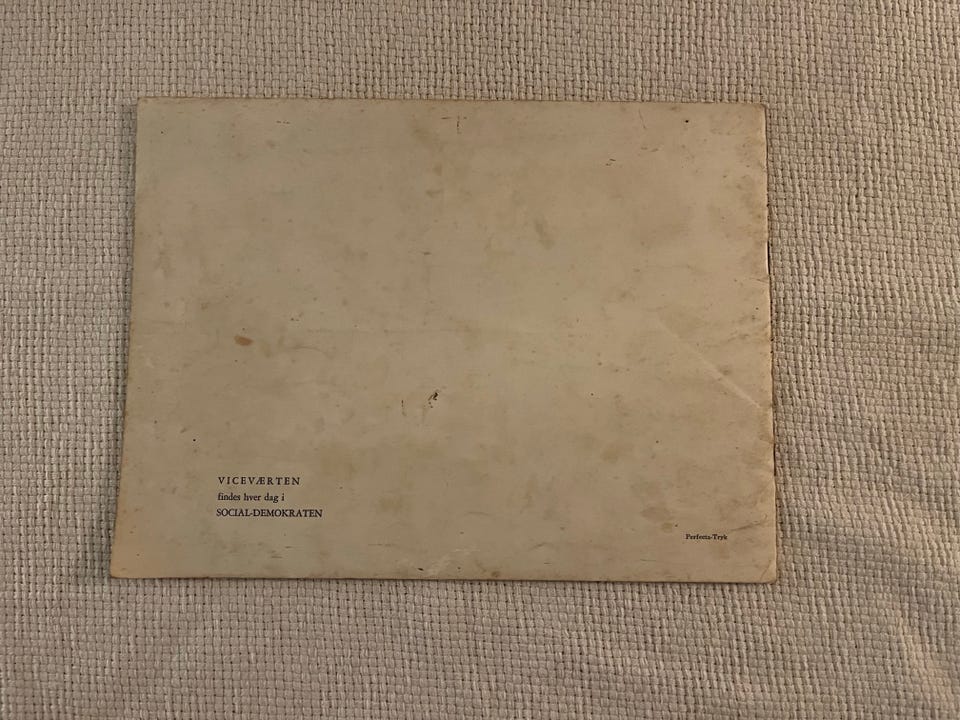 VICEVÆRTEN
findes hver dag i
SOCIAL-DEMOKRATEN
Perfecta-Tryk